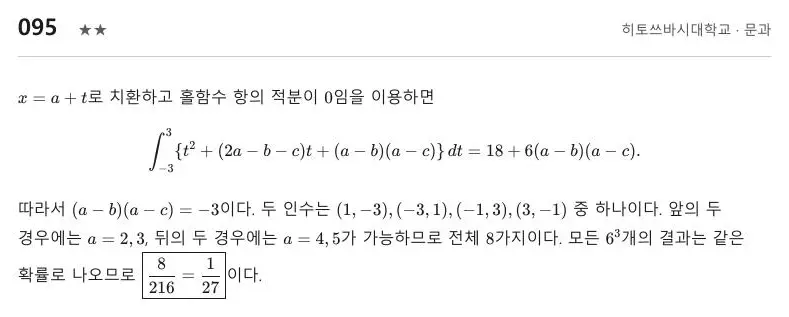 095 ★★ 히토쓰바시대학교 · 문과
x = a + t로 치환하고 홀함수 항의 적분이 0임을 이용하면
∫_{-3}^{3} {t² + (2a − b − c)t + (a − b)(a − c)} dt = 18 + 6(a − b)(a − c).
따라서 (a − b)(a − c) = −3이다. 두 인수는 (1, −3), (−3, 1), (−1, 3), (3, −1) 중 하나이다. 앞의 두
경우에는 a = 2, 3, 뒤의 두 경우에는 a = 4, 5가 가능하므로 전체 8가지이다. 모든 6³개의 결과는 같은
확률로 나오므로 8/216 = 1/27 이다.